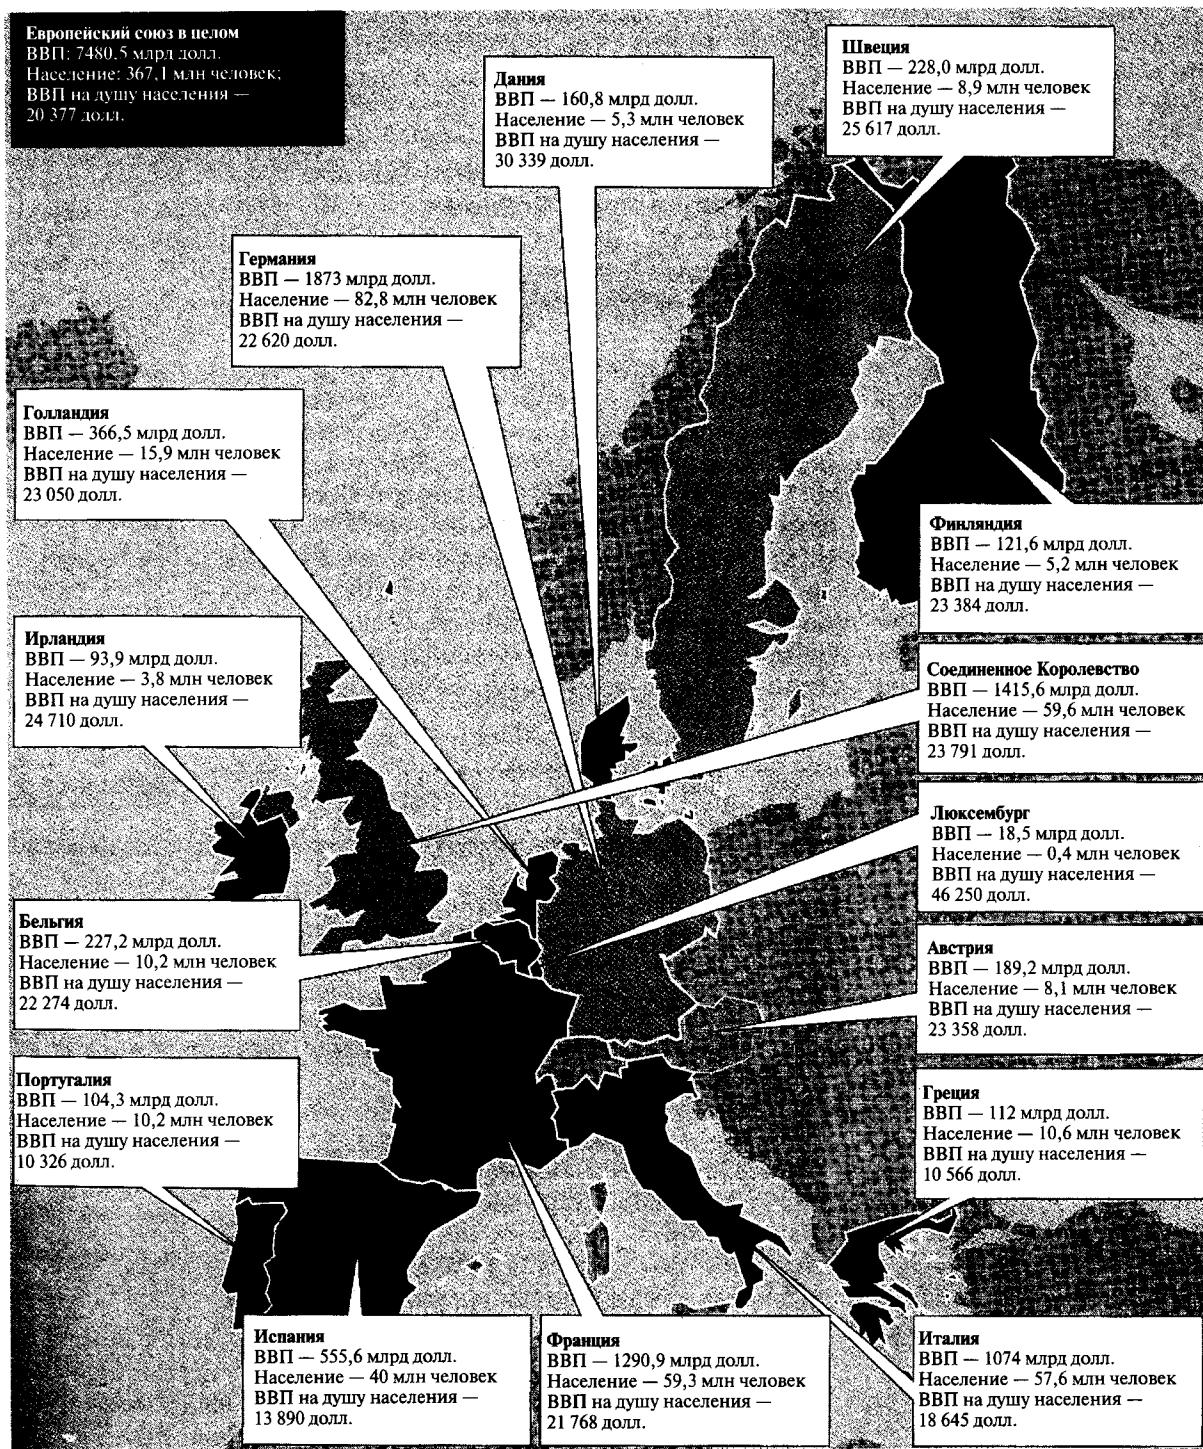 Европейский союз в целом
ВВП: 7480,5 млрд долл.
Население: 367,1 млн человек;
ВВП на душу населения —
20 377 долл.
Дания
ВВП — 160,8 млрд долл.
Население — 5,3 млн человек
ВВП на душу населения —
30 339 долл.
Швеция
ВВП — 228,0 млрд долл.
Население — 8,9 млн человек
ВВП на душу населения —
25 617 долл.
Германия
ВВП — 1873 млрд долл.
Население — 82,8 млн человек
ВВП на душу населения —
22 620 долл.
Голландия
ВВП — 366,5 млрд долл.
Население — 15,9 млн человек
ВВП на душу населения —
23 050 долл.
Финляндия
ВВП — 121,6 млрд долл.
Население — 5,2 млн человек
ВВП на душу населения —
23 384 долл.
Ирландия
ВВП — 93,9 млрд долл.
Население — 3,8 млн человек
ВВП на душу населения —
24 710 долл.
Соединенное Королевство
ВВП — 1415,6 млрд долл.
Население — 59,6 млн человек
ВВП на душу населения —
23 791 долл.
Люксембург
ВВП — 18,5 млрд долл.
Население — 0,4 млн человек
ВВП на душу населения —
46 250 долл.
Бельгия
ВВП — 227,2 млрд долл.
Население — 10,2 млн человек
ВВП на душу населения —
22 274 долл.
Австрия
ВВП — 189,2 млрд долл.
Население — 8,1 млн человек
ВВП на душу населения —
23 358 долл.
Португалия
ВВП — 104,3 млрд долл.
Население — 10,2 млн человек
ВВП на душу населения —
10 326 долл.
Греция
ВВП — 112 млрд долл.
Население — 10,6 млн человек
ВВП на душу населения —
10 566 долл.
Испания
ВВП — 555,6 млрд долл.
Население — 40 млн человек
ВВП на душу населения —
13 890 долл.
Франция
ВВП — 1290,9 млрд долл.
Население — 59,3 млн человек
ВВП на душу населения —
21 768 долл.
Италия
ВВП — 1074 млрд долл.
Население — 57,6 млн человек
ВВП на душу населения —
18 645 долл.